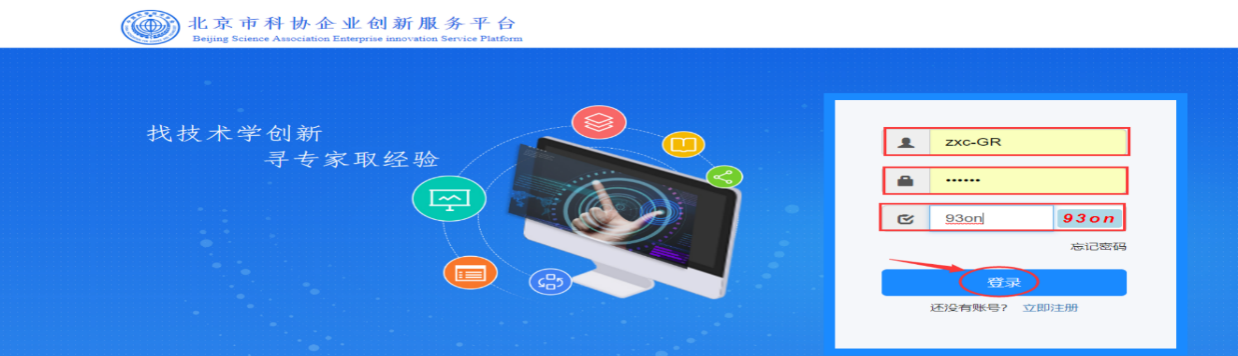 北京市科协企业创新服务平台
Beijing Science Association Enterprise innovation Service Platform
找技术学创新
寻专家取经验
zxc-GR
••••••
93on 93on
忘记密码
登录
还没有账号? 立即注册